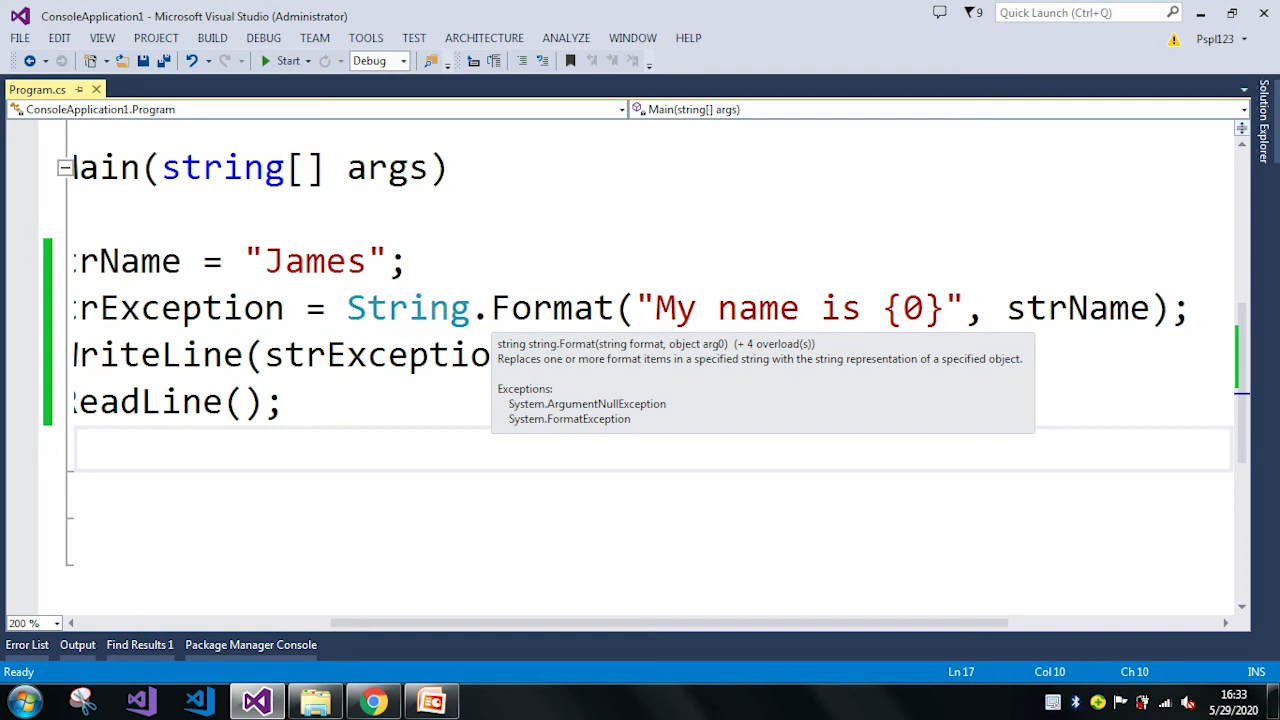 ConsoleApplication1 - Microsoft Visual Studio (Administrator) 9 Quick Launch (Ctrl+Q)
FILE EDIT VIEW PROJECT BUILD DEBUG TEAM TOOLS TEST ARCHITECTURE ANALYZE WINDOW HELP Pspl123
Start Debug
Program.cs
ConsoleApplication1.Program Main(string[] args)
Solution Explorer
Main(string[] args)
trName = "James";
trException = String.Format("My name is {0}", strName);
string string.Format(string format, object arg0) (+ 4 overload(s))
WriteLine(strExceptio
Replaces one or more format items in a specified string with the string representation of a specified object.
Exceptions:
ReadLine();
System.ArgumentNullException
System.FormatException
200 %
Error List Output Find Results 1 Package Manager Console
Ready Ln 17 Col 10 Ch 10 INS
16:33
5/29/2020